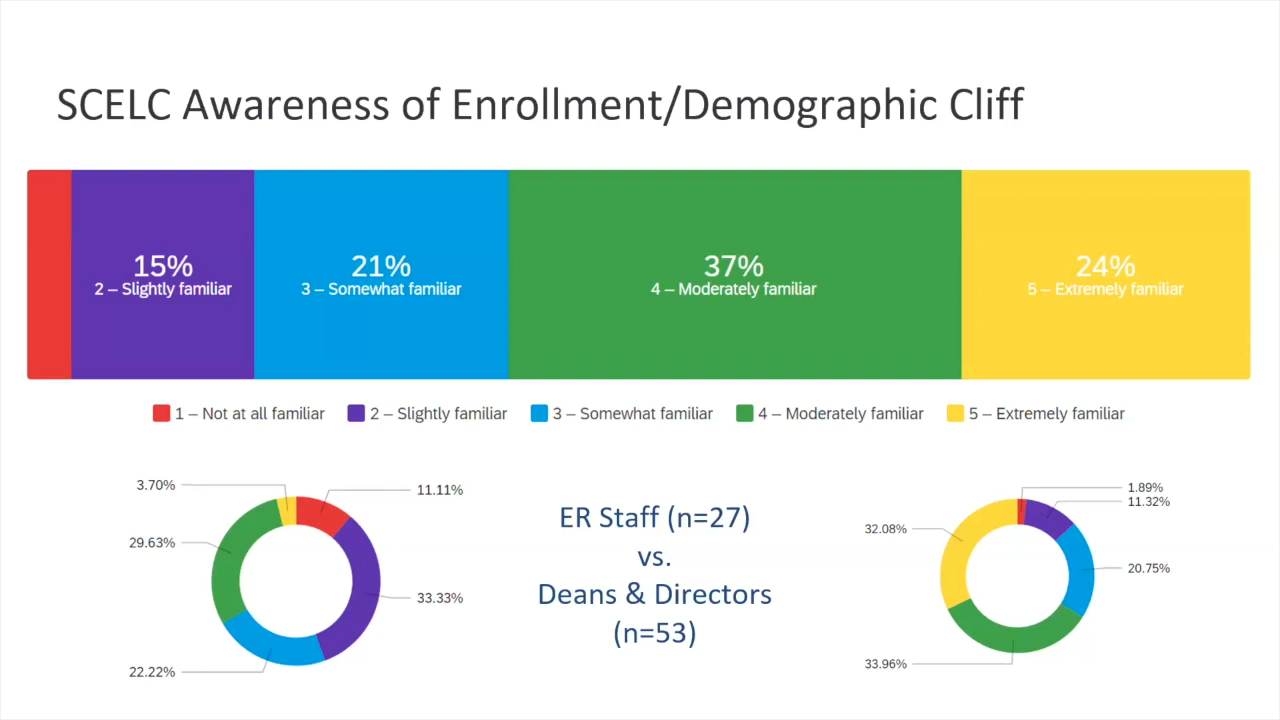 SCELC Awareness of Enrollment/Demographic Cliff
15%
2 – Slightly familiar
21%
3 – Somewhat familiar
37%
4 – Moderately familiar
24%
5 – Extremely familiar
1 – Not at all familiar
2 – Slightly familiar
3 – Somewhat familiar
4 – Moderately familiar
5 – Extremely familiar
3.70%
11.11%
29.63%
33.33%
22.22%
ER Staff (n=27)
vs.
Deans & Directors
(n=53)
1.89%
11.32%
32.08%
20.75%
33.96%